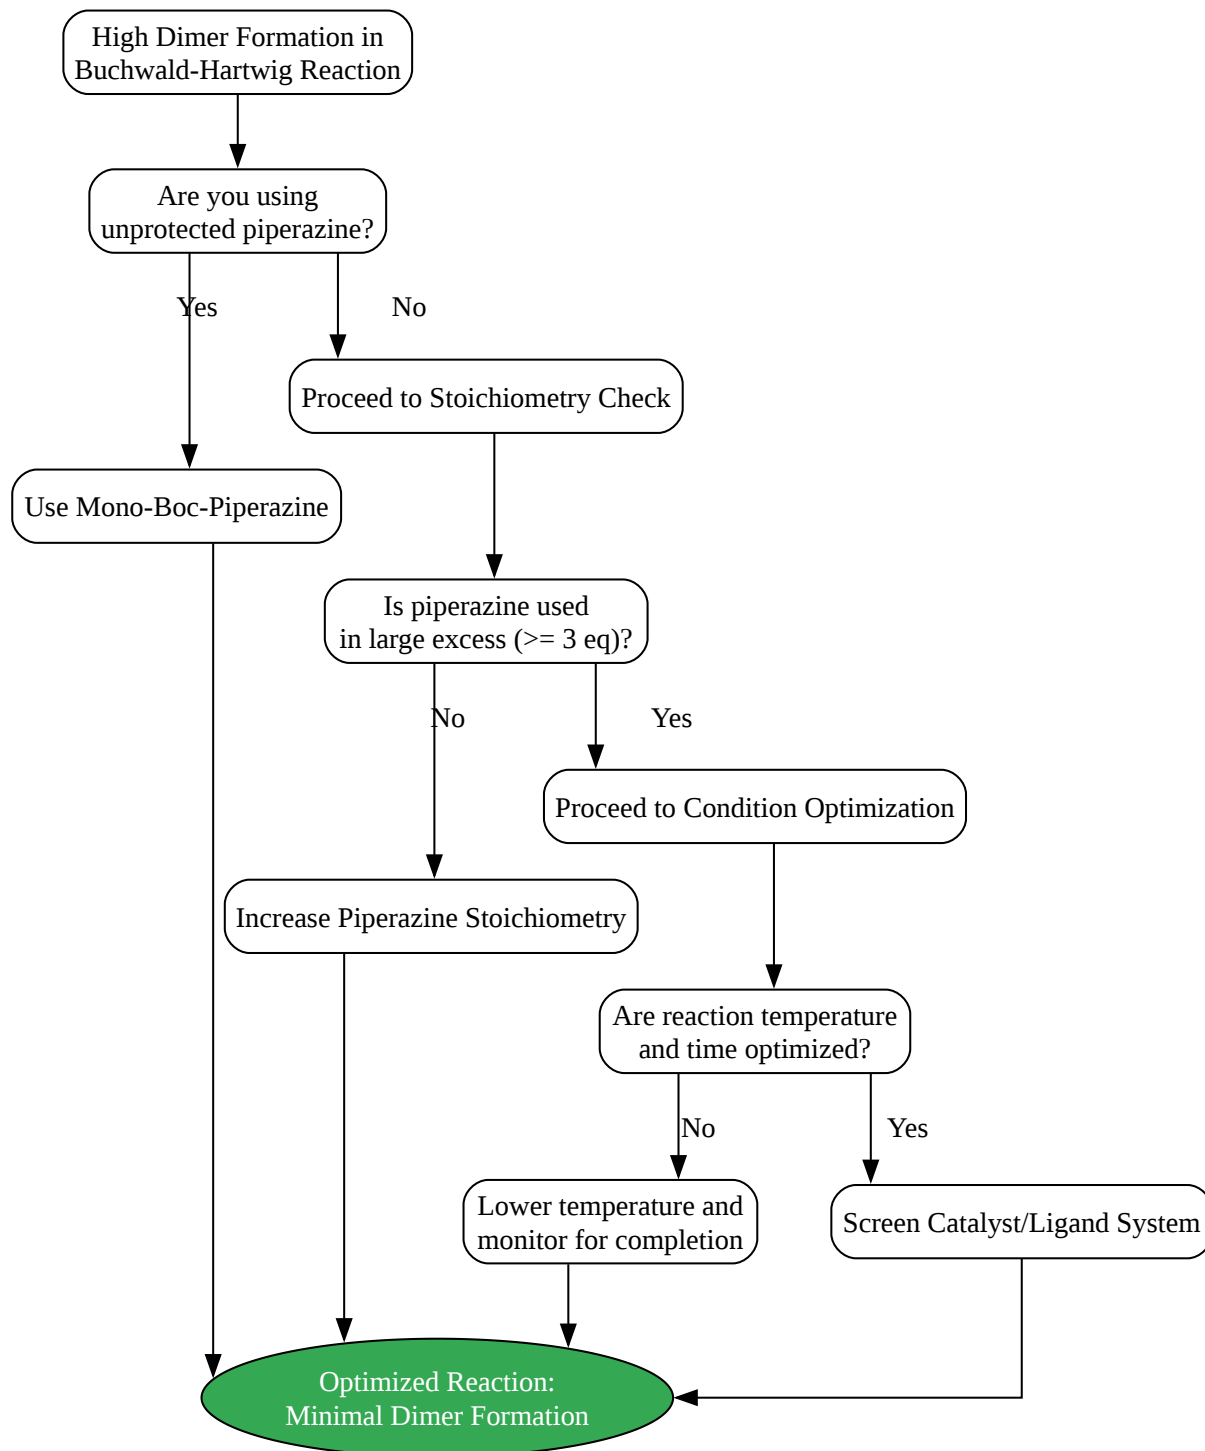 High Dimer Formation in
Buchwald-Hartwig Reaction
Are you using
unprotected piperazine?
Yes
No
Proceed to Stoichiometry Check
Use Mono-Boc-Piperazine
Is piperazine used
in large excess (>= 3 eq)?
No
Yes
Proceed to Condition Optimization
Increase Piperazine Stoichiometry
Are reaction temperature
and time optimized?
No
Yes
Lower temperature and
monitor for completion
Screen Catalyst/Ligand System
Optimized Reaction:
Minimal Dimer Formation